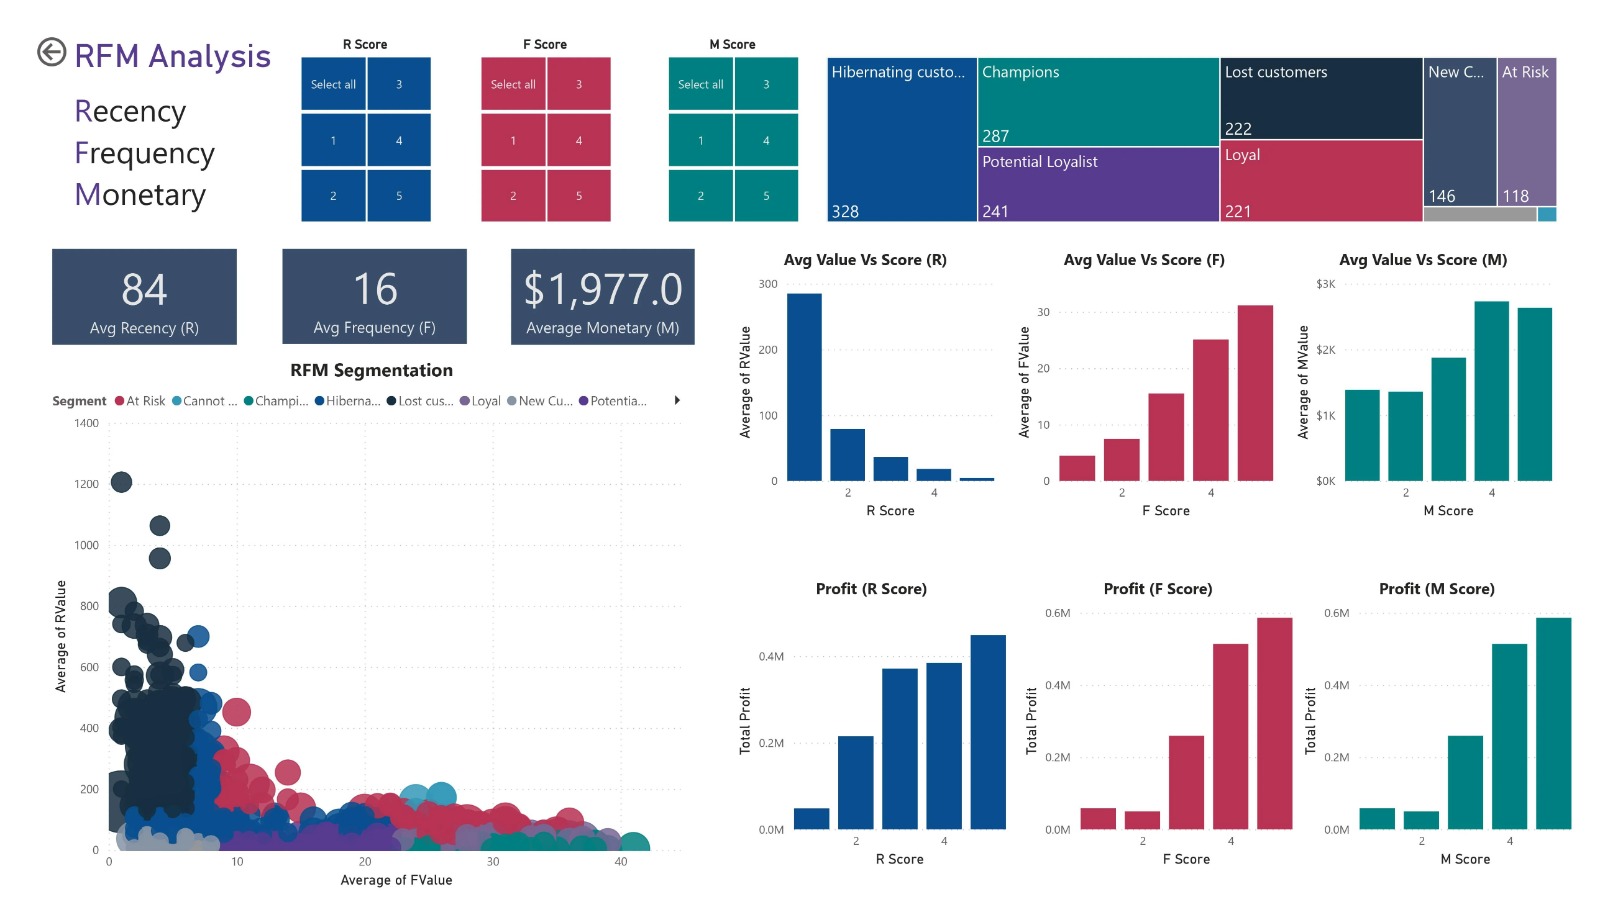 RFM Analysis
Recency
Frequency
Monetary
R Score
Select all 3
1 4
2 5
F Score
Select all 3
1 4
2 5
M Score
Select all 3
1 4
2 5
Hibernating custo...
328
Champions
287
Potential Loyalist
241
Lost customers
222
Loyal
221
New C...
146
At Risk
118
84
Avg Recency (R)
16
Avg Frequency (F)
$1,977.0
Average Monetary (M)
RFM Segmentation
Segment At Risk Cannot ... Champi... Hiberna... Lost cus... Loyal New Cu... Potentia...
Average of RValue
1400
1200
1000
800
600
400
200
0
0 10 20 30 40
Average of FValue
Avg Value Vs Score (R)
Average of RValue
300
200
100
0
2 4
R Score
Avg Value Vs Score (F)
Average of FValue
30
20
10
0
2 4
F Score
Avg Value Vs Score (M)
Average of MValue
$3K
$2K
$1K
$0K
2 4
M Score
Profit (R Score)
Total Profit
0.4M
0.2M
0.0M
2 4
R Score
Profit (F Score)
Total Profit
0.6M
0.4M
0.2M
0.0M
2 4
F Score
Profit (M Score)
Total Profit
0.6M
0.4M
0.2M
0.0M
2 4
M Score